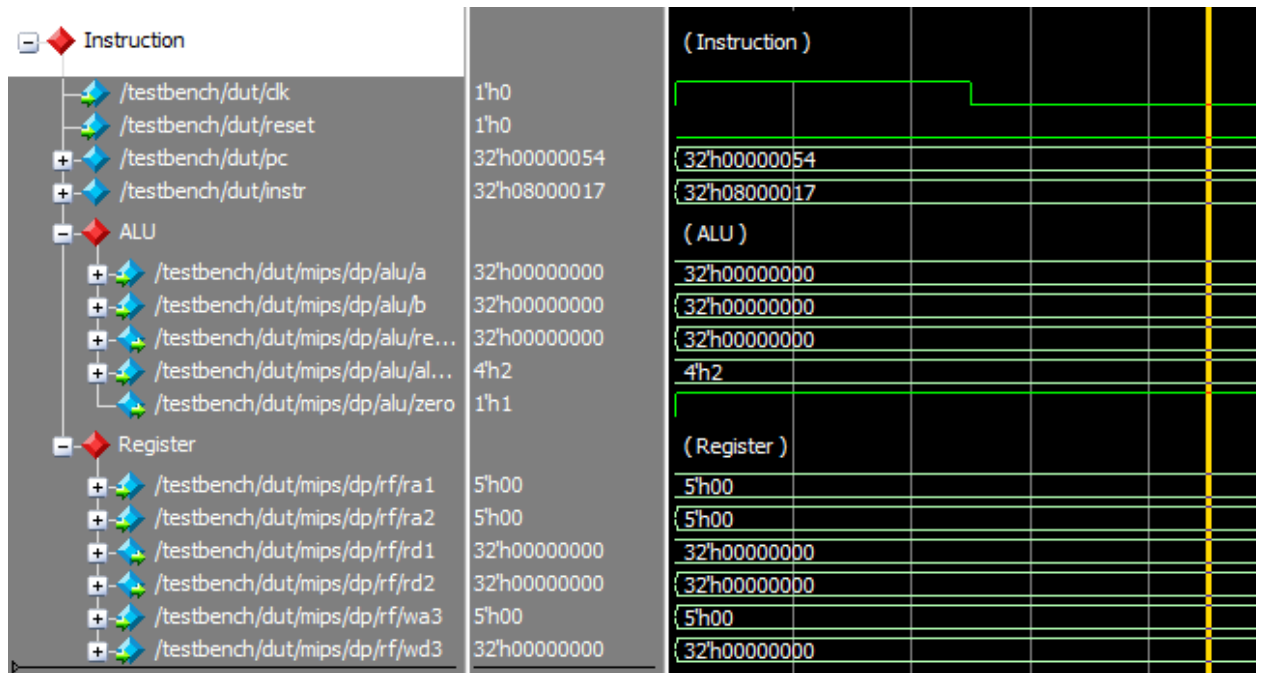 Instruction ( Instruction )
/testbench/dut/clk 1'h0
/testbench/dut/reset 1'h0
/testbench/dut/pc 32'h00000054 32'h00000054
/testbench/dut/instr 32'h08000017 32'h08000017
ALU ( ALU )
/testbench/dut/mips/dp/alu/a 32'h00000000 32'h00000000
/testbench/dut/mips/dp/alu/b 32'h00000000 32'h00000000
/testbench/dut/mips/dp/alu/re... 32'h00000000 32'h00000000
/testbench/dut/mips/dp/alu/al... 4'h2 4'h2
/testbench/dut/mips/dp/alu/zero 1'h1
Register ( Register )
/testbench/dut/mips/dp/rf/ra1 5'h00 5'h00
/testbench/dut/mips/dp/rf/ra2 5'h00 5'h00
/testbench/dut/mips/dp/rf/rd1 32'h00000000 32'h00000000
/testbench/dut/mips/dp/rf/rd2 32'h00000000 32'h00000000
/testbench/dut/mips/dp/rf/wa3 5'h00 5'h00
/testbench/dut/mips/dp/rf/wd3 32'h00000000 32'h00000000